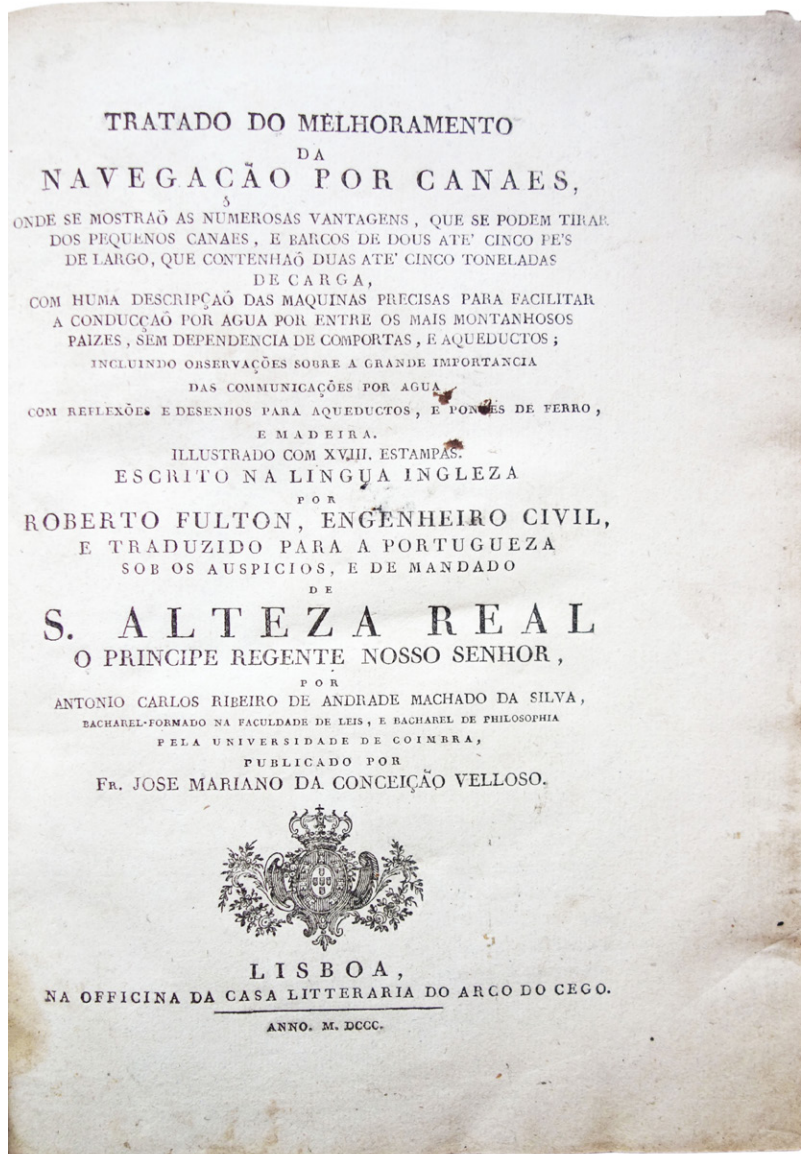 TRATADO DO MELHORAMENTO
DA
NAVEGAÇÃO POR CANAES,
ONDE SE MOSTRAÕ AS NUMEROSAS VANTAGENS, QUE SE PODEM TIRAR
DOS PEQUENOS CANAES, E BARCOS DE DOUS ATE' CINCO PE'S
DE LARGO, QUE CONTENHAÕ DUAS ATE' CINCO TONELADAS
DE CARGA,
COM HUMA DESCRIPÇAÕ DAS MAQUINAS PRECISAS PARA FACILITAR
A CONDUCÇAÕ POR AGUA POR ENTRE OS MAIS MONTANHOSOS
PAIZES, SEM DEPENDENCIA DE COMPORTAS, E AQUEDUCTOS;
INCLUINDO OBSERVAÇÕES SOBRE A GRANDE IMPORTANCIA
DAS COMMUNICAÇÕES POR AGUA
COM REFLEXÕES E DESENHOS PARA AQUEDUCTOS, E PONTES DE FERRO,
E MADEIRA.
ILLUSTRADO COM XVIII. ESTAMPAS.
ESCRITO NA LINGUA INGLEZA
POR
ROBERTO FULTON, ENGENHEIRO CIVIL,
E TRADUZIDO PARA A PORTUGUEZA
SOB OS AUSPICIOS, E DE MANDADO
DE
S. ALTEZA REAL
O PRINCIPE REGENTE NOSSO SENHOR,
POR
ANTONIO CARLOS RIBEIRO DE ANDRADE MACHADO DA SILVA,
BACHAREL-FORMADO NA FACULDADE DE LEIS, E BACHAREL DE PHILOSOPHIA
PELA UNIVERSIDADE DE COIMBRA,
PUBLICADO POR
FR. JOSE MARIANO DA CONCEIÇÃO VELLOSO.
LISBOA,
NA OFFICINA DA CASA LITTERARIA DO ARCO DO CEGO.
ANNO. M. DCCC.